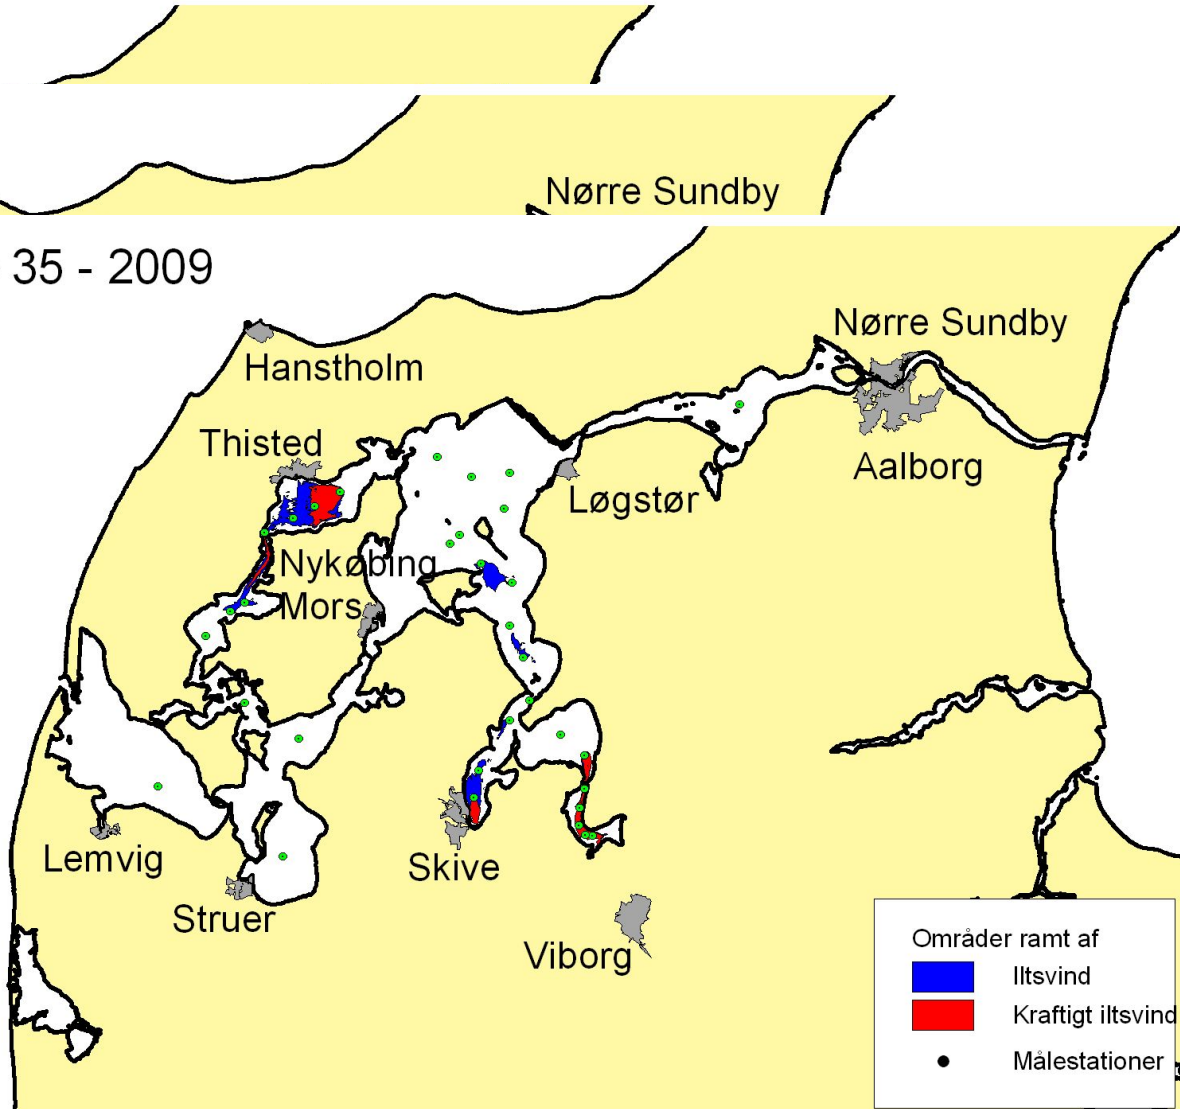 Nørre Sundby
35 - 2009
Nørre Sundby
Hanstholm
Thisted
Aalborg
Løgstør
Nykøbing
Mors
Lemvig
Skive
Struer
Viborg
Områder ramt af
Iltsvind
Kraftigt iltsvind
Målestationer